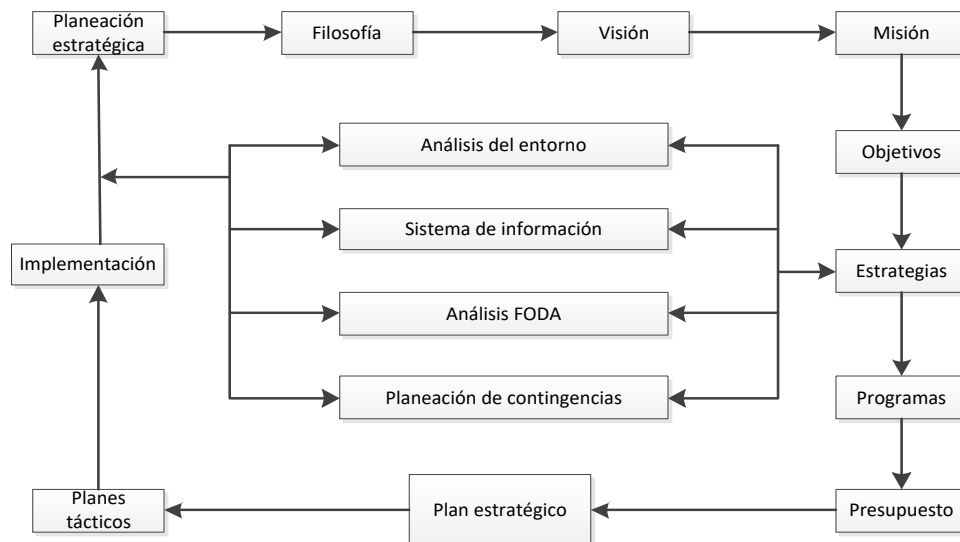 Planeación
estratégica
Filosofía
Visión
Misión
Análisis del entorno
Objetivos
Sistema de información
Implementación
Estrategias
Análisis FODA
Planeación de contingencias
Programas
Planes
tácticos
Plan estratégico
Presupuesto